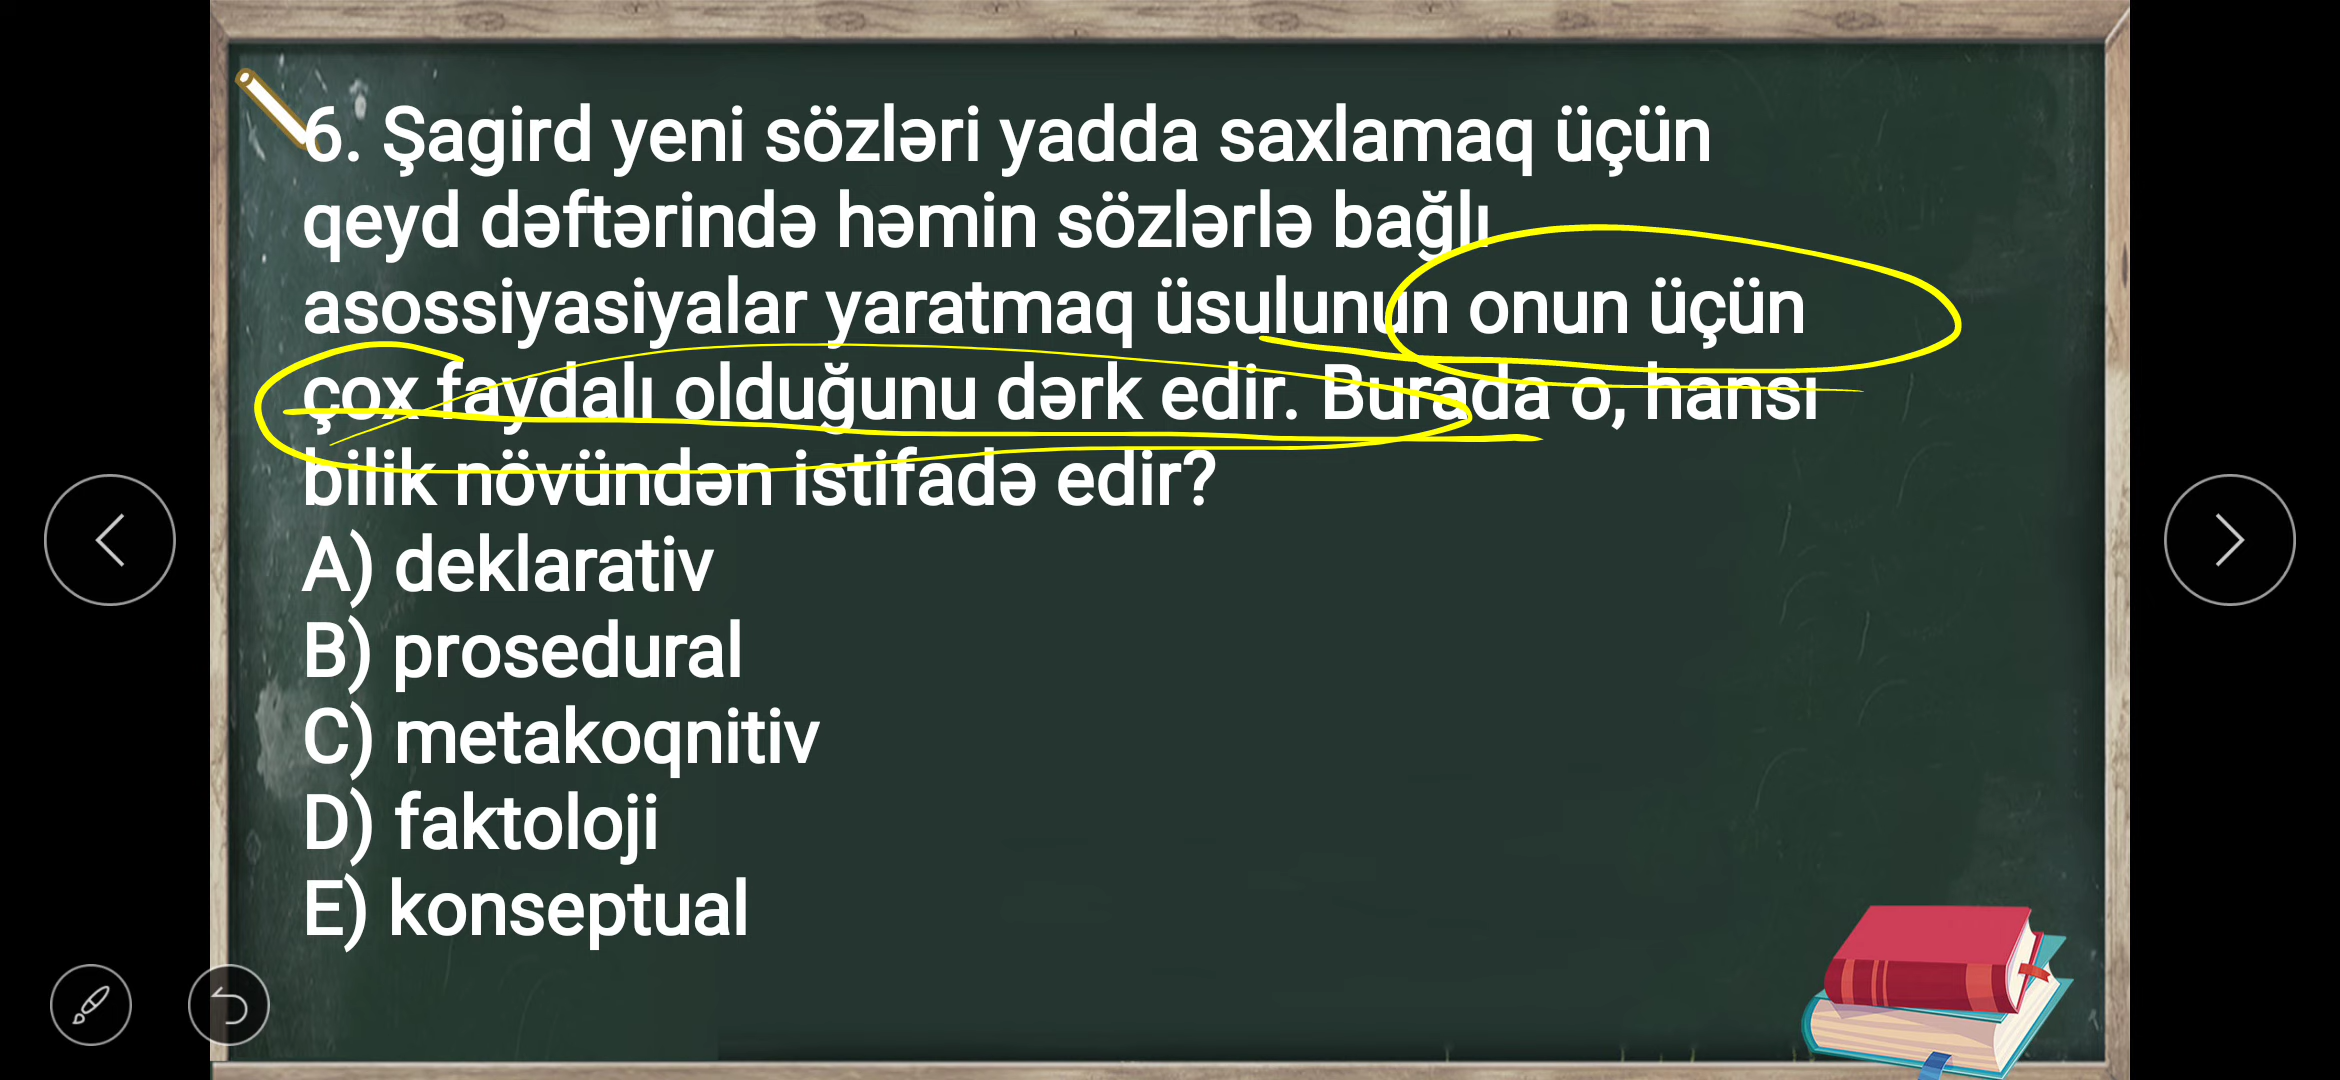 6. Şagird yeni sözləri yadda saxlamaq üçün
qeyd dəftərində həmin sözlərlə bağlı
asossiyasiyalar yaratmaq üsulunun onun üçün
çox faydalı olduğunu dərk edir. Burada o, hansı
bilik növündən istifadə edir?
A) deklarativ
B) prosedural
C) metakoqnitiv
D) faktoloji
E) konseptual